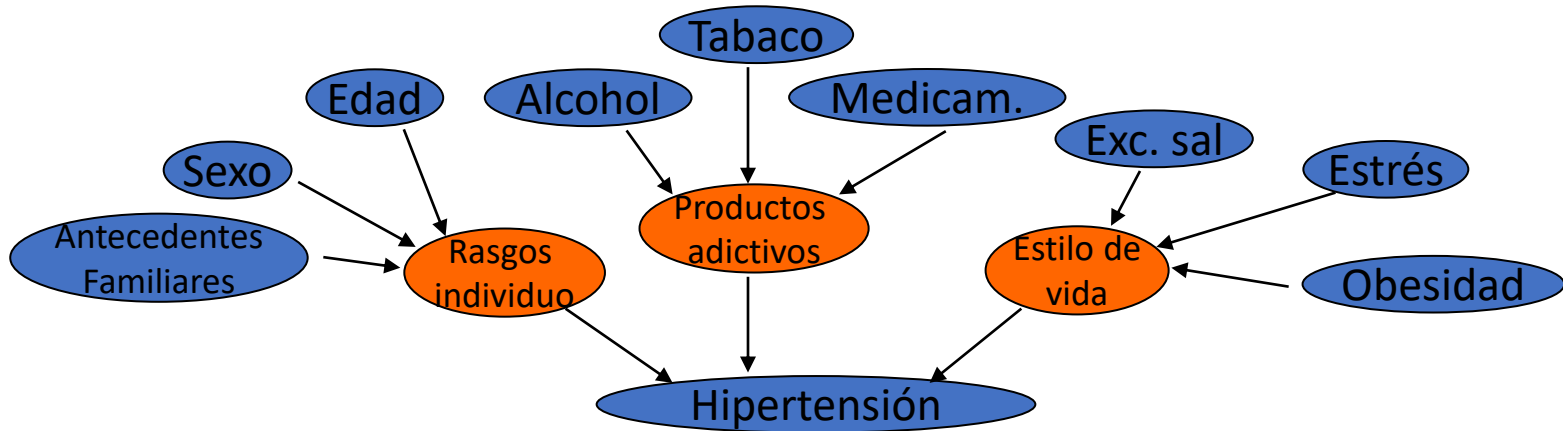 Tabaco
Edad
Alcohol
Medicam.
Exc. sal
Sexo
Estrés
Antecedentes
Familiares
Rasgos
individuo
Productos
adictivos
Estilo de
vida
Obesidad
Hipertensión